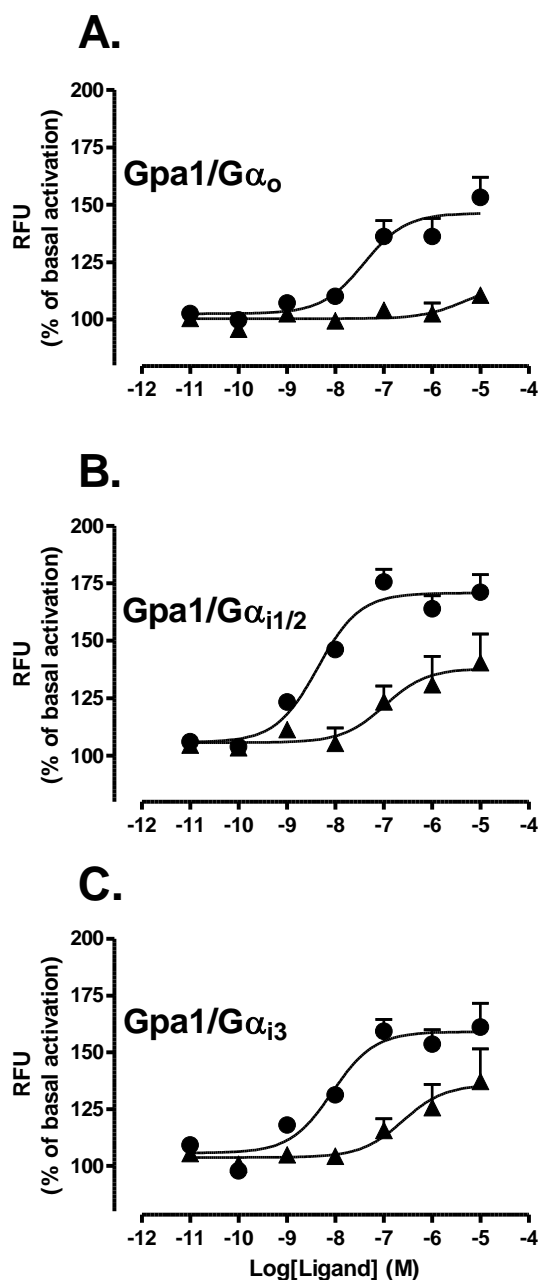 A.
200
175
150
125
100
RFU
(% of basal activation)
Gpa1/Gαo
-12 -11 -10 -9 -8 -7 -6 -5 -4
B.
200
175
150
125
100
RFU
(% of basal activation)
Gpa1/Gαi1/2
-12 -11 -10 -9 -8 -7 -6 -5 -4
C.
200
175
150
125
100
RFU
(% of basal activation)
Gpa1/Gαi3
-12 -11 -10 -9 -8 -7 -6 -5 -4
Log[Ligand] (M)